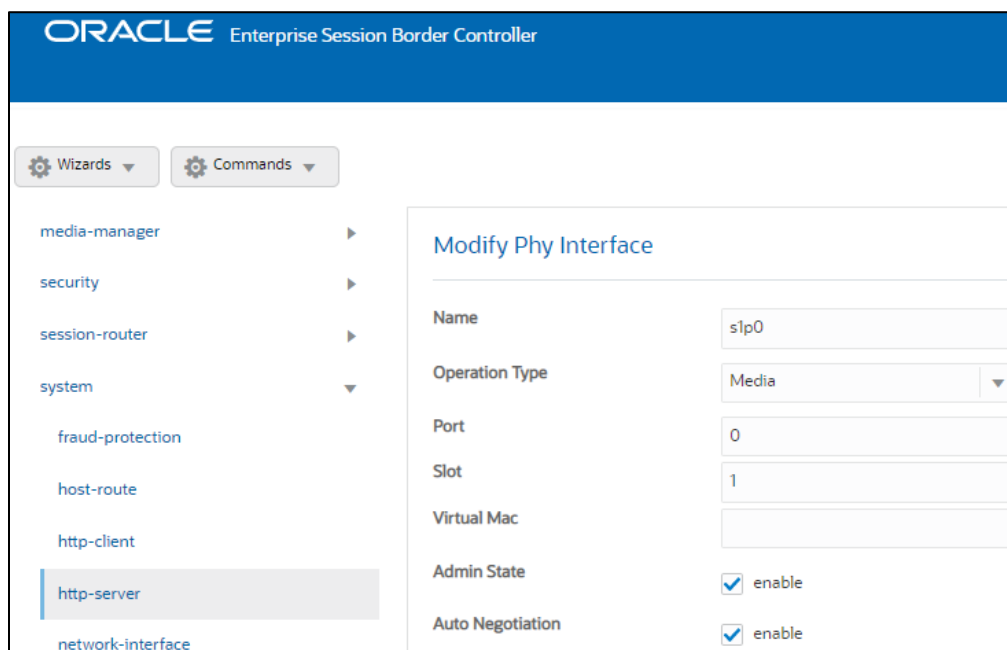 ORACLE Enterprise Session Border Controller
Wizards
Commands
media-manager
security
session-router
system
fraud-protection
host-route
http-client
http-server
network-interface
Modify Phy Interface
Name
s1p0
Operation Type
Media
Port
0
Slot
1
Virtual Mac
Admin State
enable
Auto Negotiation
enable